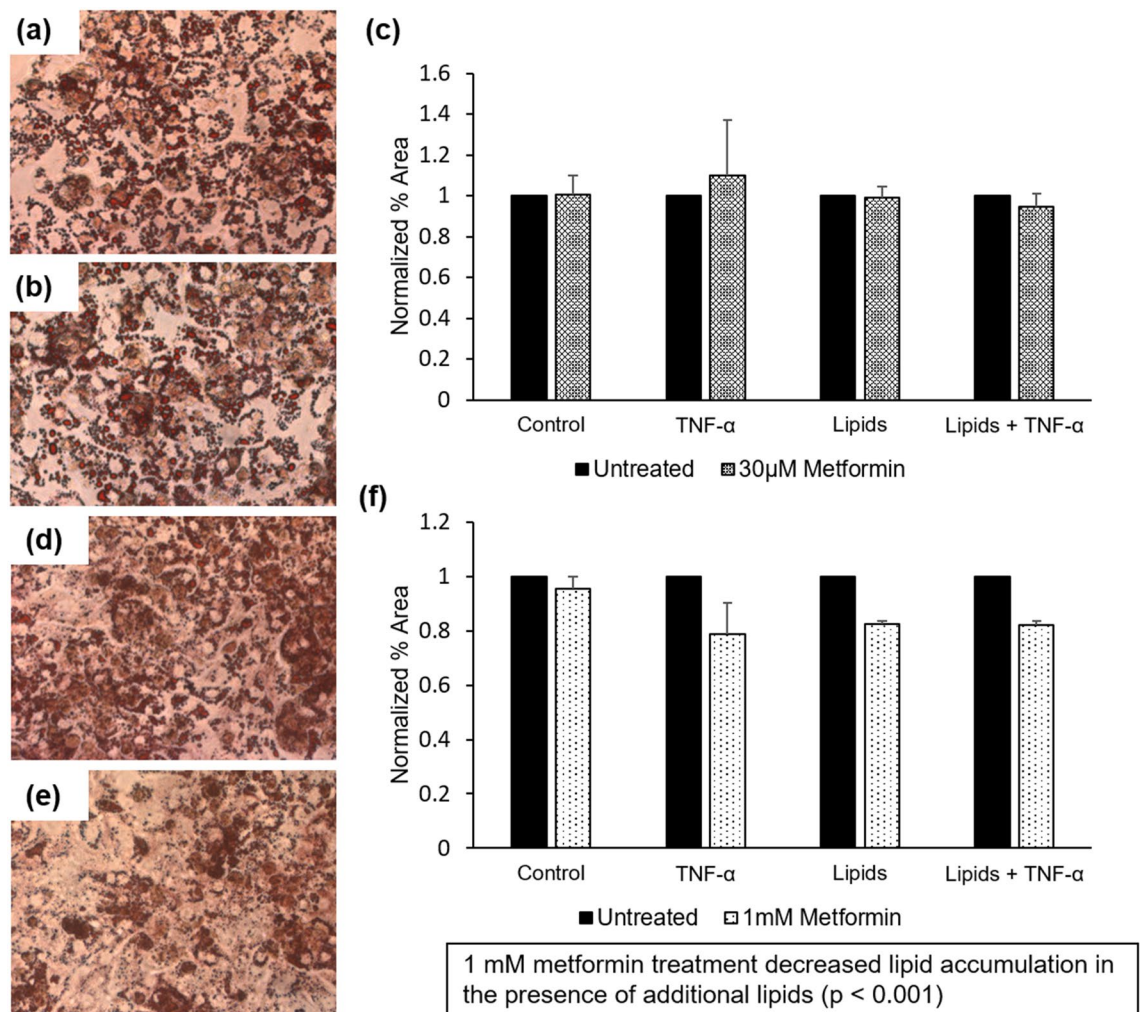 (a)
(b)
(c)
1.6
1.4
1.2
1
0.8
0.6
0.4
0.2
0
Normalized % Area
Control
TNF-α
Lipids
Lipids + TNF-α
Untreated
30µM Metformin
(d)
(e)
(f)
1.2
1
0.8
0.6
0.4
0.2
0
Normalized % Area
Control
TNF-α
Lipids
Lipids + TNF-α
Untreated
1mM Metformin
1 mM metformin treatment decreased lipid accumulation in
the presence of additional lipids (p < 0.001)